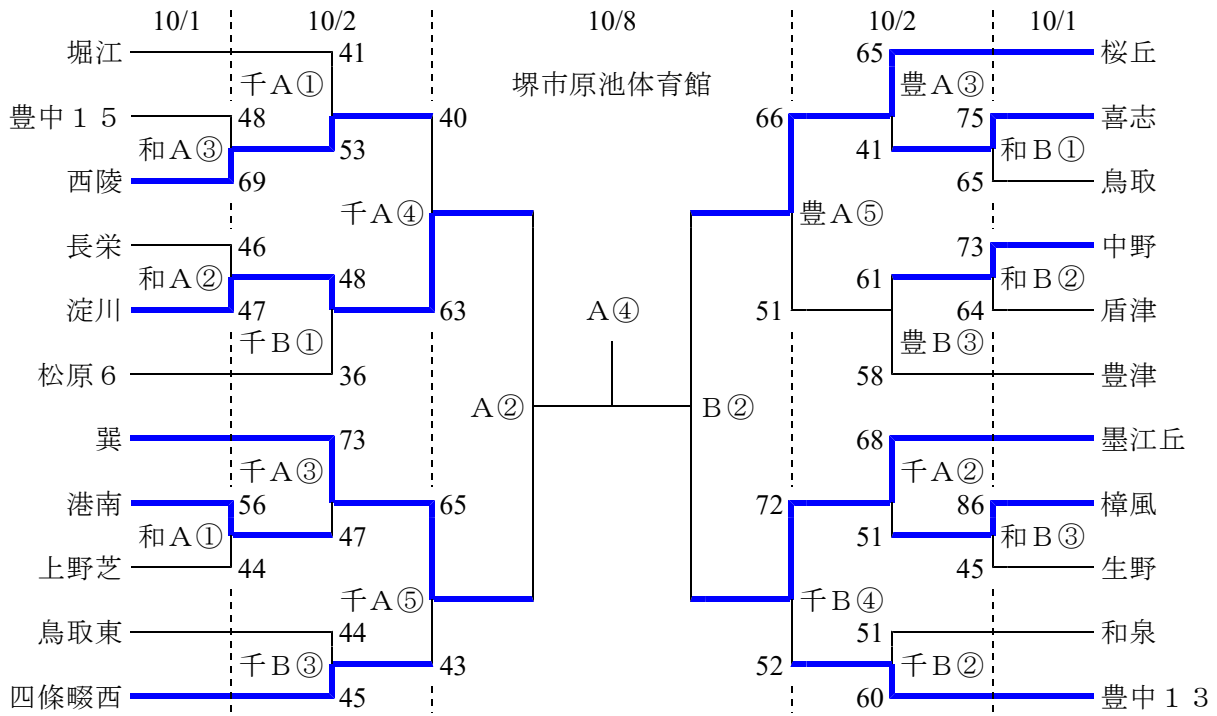 10/1 10/2 10/8 10/2 10/1
堀江 41 65 桜丘
千A① 堺市原池体育館 豊A③
豊中15 48 40 66 75 喜志
和A③ 53 41 和B①
西陵 69 65 鳥取
千A④ 豊A⑤
長栄 46 73 中野
和A② 48 61 和B②
淀川 47 63 A④ 51 64 盾津
千B① 豊B③
松原6 36 58 豊津
A② B②
巽 73 68 墨江丘
千A③ 千A②
港南 56 65 72 86 樟風
和A① 47 51 和B③
上野芝 44 45 生野
千A⑤ 千B④
鳥取東 44 51 和泉
千B③ 43 52 千B②
四條畷西 45 60 豊中13